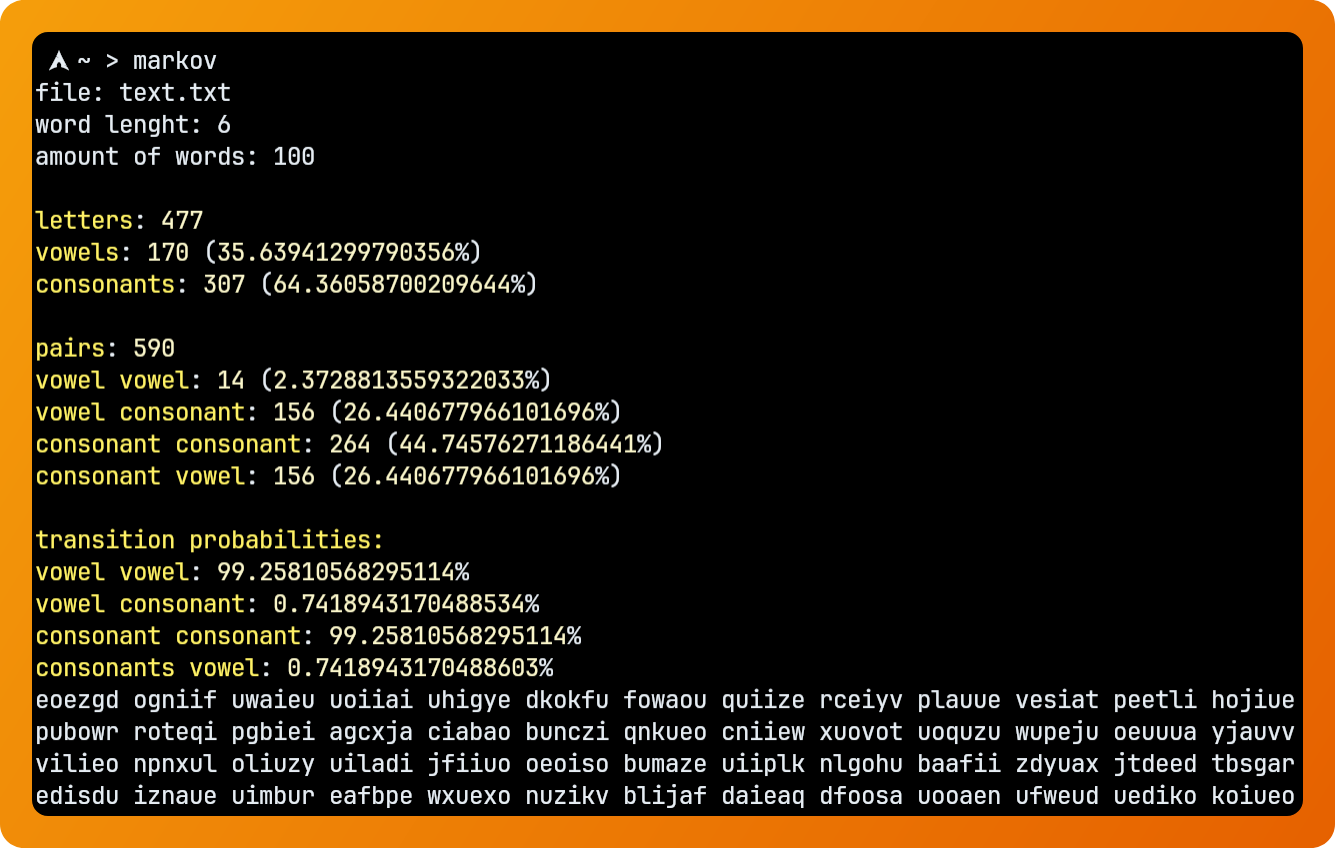 ~ > markov
file: text.txt
word lenght: 6
amount of words: 100
letters: 477
vowels: 170 (35.63941299790356%)
consonants: 307 (64.36058700209644%)
pairs: 590
vowel vowel: 14 (2.3728813559322033%)
vowel consonant: 156 (26.440677966101696%)
consonant consonant: 264 (44.74576271186441%)
consonant vowel: 156 (26.440677966101696%)
transition probabilities:
vowel vowel: 99.25810568295114%
vowel consonant: 0.7418943170488534%
consonant consonant: 99.25810568295114%
consonants vowel: 0.7418943170488603%
eoezgd ogniif uwaieu uoiiai uhigye dkokfu fowaou quiize rceiyv plauue vesiat peetli hojiue
pubowr roteqi pgbiei agcxja ciabao bunczi qnkueo cniiew xuovot uoquzu wupeju oeuuua yjauvv
vilieo npnxul oliuzy uiladi jfiiuo oeoiso bumaze uiiplk nlgohu baafii zdyuax jtdeed tbsgar
edisdu iznaue uimbur eafbpe wxuexo nuzikv blijaf daieaq dfoosa uooaen ufweud uediko koiueo